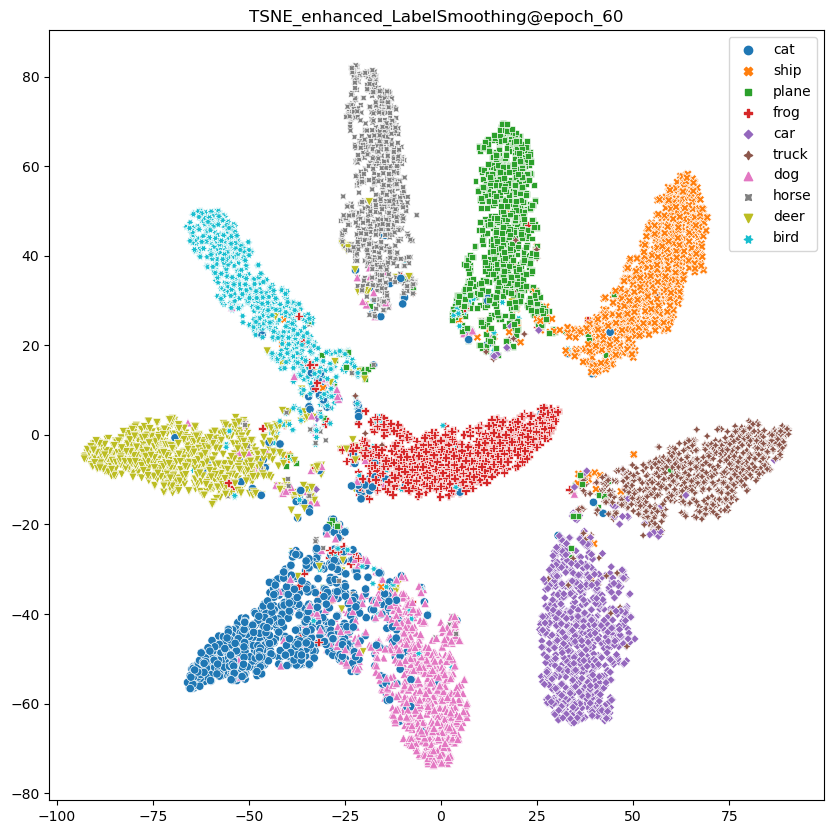 TSNE_enhanced_LabelSmoothing@epoch_60
cat
ship
plane
frog
car
truck
dog
horse
deer
bird
80
60
40
20
0
−20
−40
−60
−80
−100
−75
−50
−25
0
25
50
75